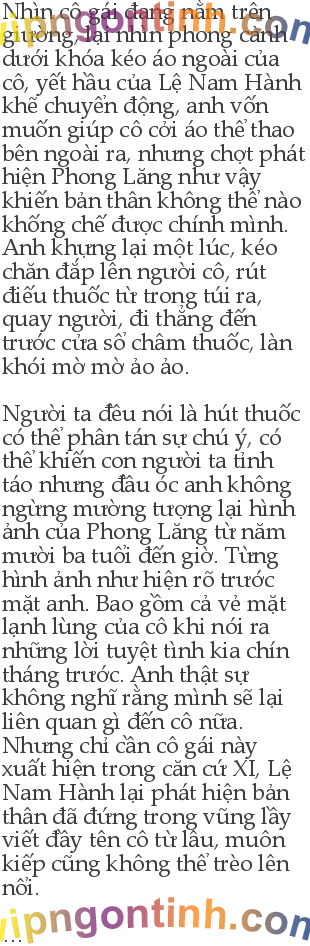 Nhìn cô gái đang nằm trên
vipngontinh.com
giường, lại nhìn phong cảnh
dưới khóa kéo áo ngoài của
cô, yết hầu của Lệ Nam Hành
khẽ chuyển động, anh vốn
muốn giúp cô cởi áo thể thao
bên ngoài ra, nhưng chợt phát
hiện Phong Lăng như vậy
khiến bản thân không thể nào
khống chế được chính mình.
Anh khựng lại một lúc, kéo
chăn đắp lên người cô, rút
điếu thuốc từ trong túi ra,
quay người, đi thẳng đến
trước cửa sổ châm thuốc, làn
khói mờ mờ ảo ảo.

Người ta đều nói là hút thuốc
có thể phân tán sự chú ý, có
thể khiến con người ta tỉnh
táo nhưng đầu óc anh không
ngừng mường tượng lại hình
ảnh của Phong Lăng từ năm
mười ba tuổi đến giờ. Từng
hình ảnh như hiện rõ trước
mặt anh. Bao gồm cả vẻ mặt
lạnh lùng của cô khi nói ra
những lời tuyệt tình kia chín
tháng trước. Anh thật sự
không nghĩ rằng mình sẽ lại
liên quan gì đến cô nữa.
Nhưng chỉ cần cô gái này
xuất hiện trong căn cứ XI, Lệ
Nam Hành lại phát hiện bản
thân đã đứng trong vũng lầy
viết đầy tên cô từ lâu, muôn
kiếp cũng không thể trèo lên
nổi.
vipngontinh.com
...